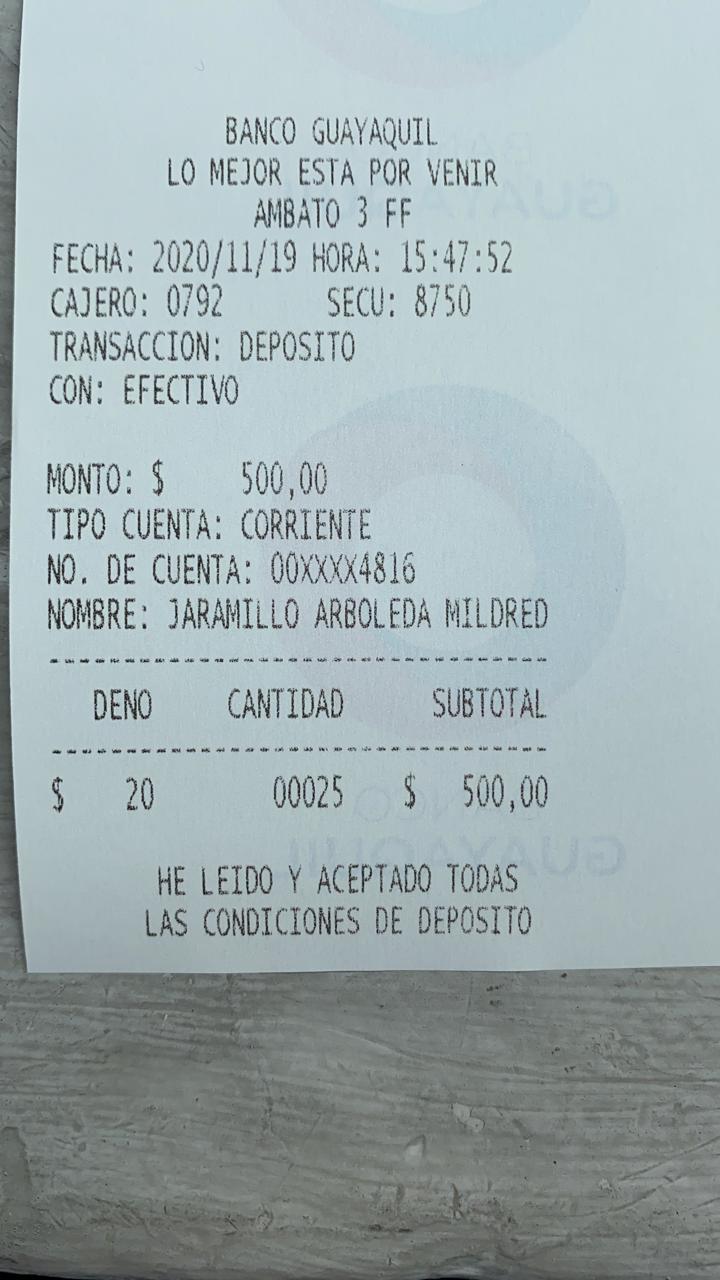 BANCO GUAYAQUIL
LO MEJOR ESTA POR VENIR
AMBATO 3 FF
FECHA: 2020/11/19 HORA: 15:47:52
CAJERO: 0792 SECU: 8750
TRANSACCION: DEPOSITO
CON: EFECTIVO
MONTO: $ 500,00
TIPO CUENTA: CORRIENTE
NO. DE CUENTA: 00XXXX4816
NOMBRE: JARAMILLO ARBOLEDA MILDRED
DENO CANTIDAD SUBTOTAL
$ 20 00025 $ 500,00
HE LEIDO Y ACEPTADO TODAS
LAS CONDICIONES DE DEPOSITO